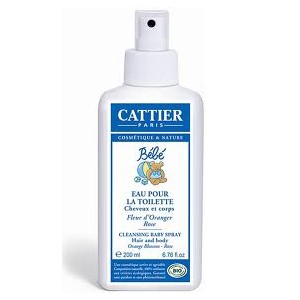 CATTIER
PARIS
COSMÉTIQUE & NATURE
Bébé
EAU POUR
LA TOILETTE
Cheveux et corps
Fleur d'Oranger
Rose
CLEANSING BABY SPRAY
Hair and body
Orange Blossom - Rose
e 200 ml 6.76 fl oz
BIO